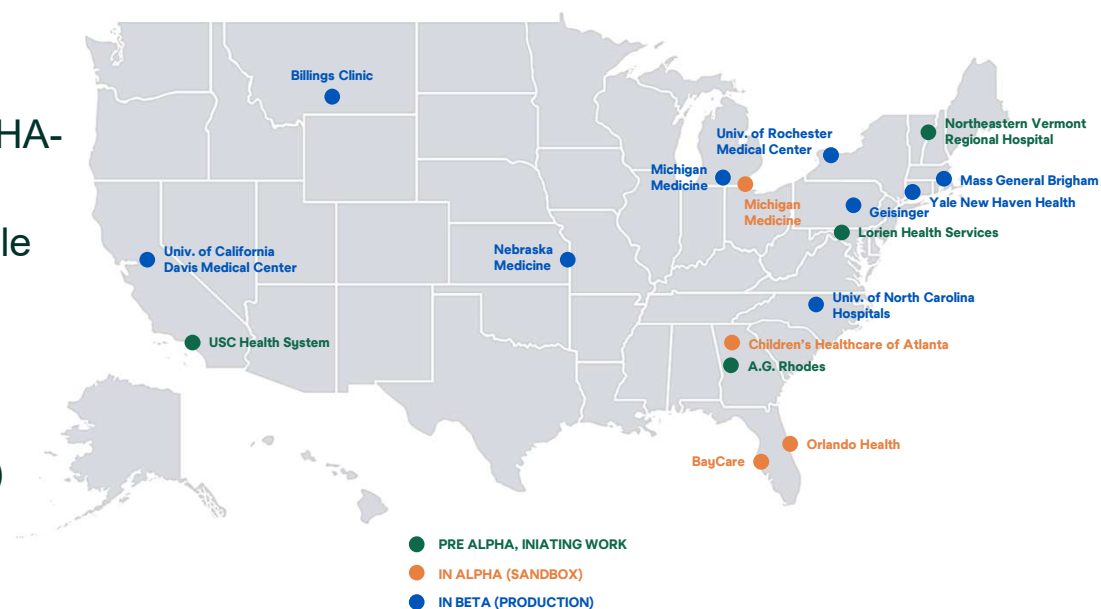 HA-
le
)
Billings Clinic
Northeastern Vermont
Regional Hospital
Univ. of Rochester
Medical Center
Michigan
Medicine
Mass General Brigham
Yale New Haven Health
Michigan
Medicine
Geisinger
Lorien Health Services
Univ. of California
Davis Medical Center
Nebraska
Medicine
Univ. of North Carolina
Hospitals
USC Health System
Children's Healthcare of Atlanta
A.G. Rhodes
Orlando Health
BayCare
PRE ALPHA, INIATING WORK
IN ALPHA (SANDBOX)
IN BETA (PRODUCTION)